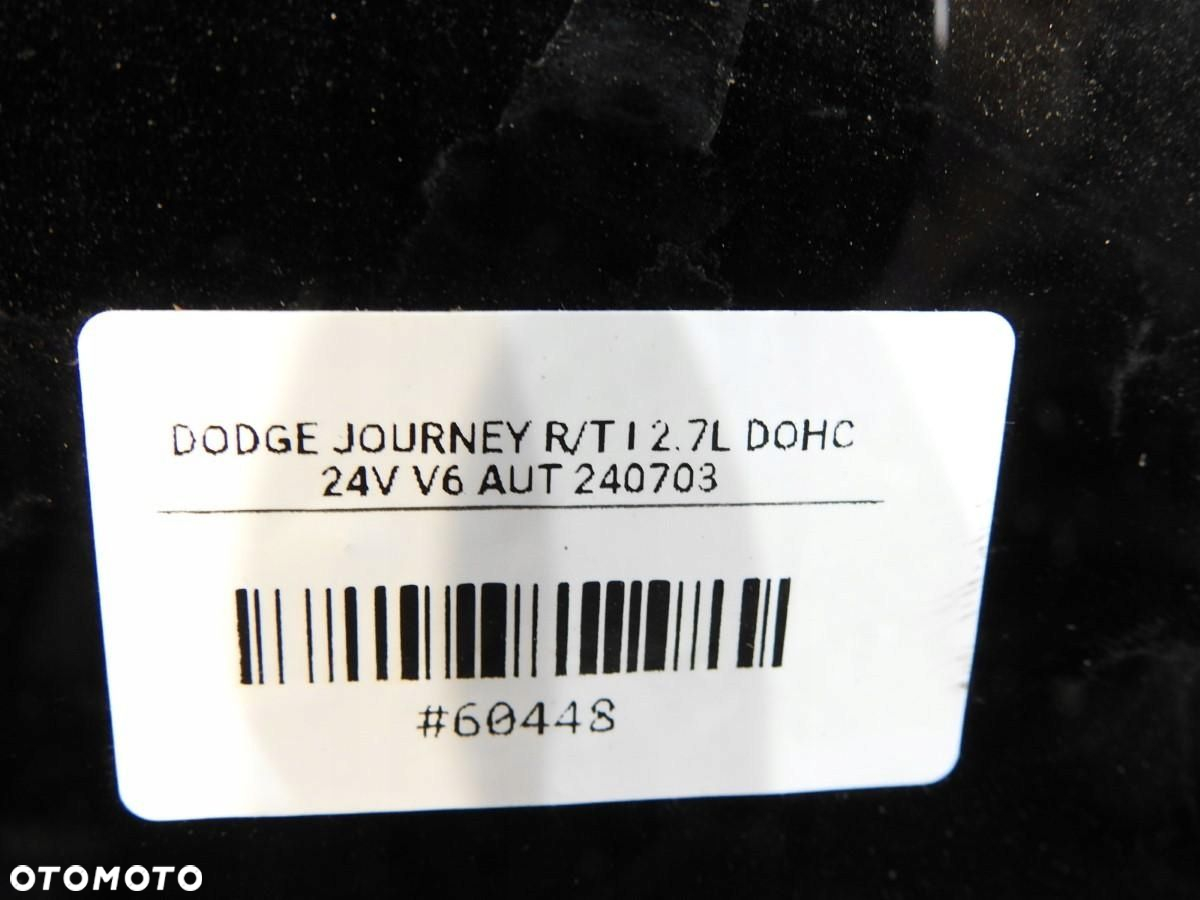 DODGE JOURNEY R/T I 2.7L DOHC
24V V6 AUT 240703
#60448
OTOMOTO